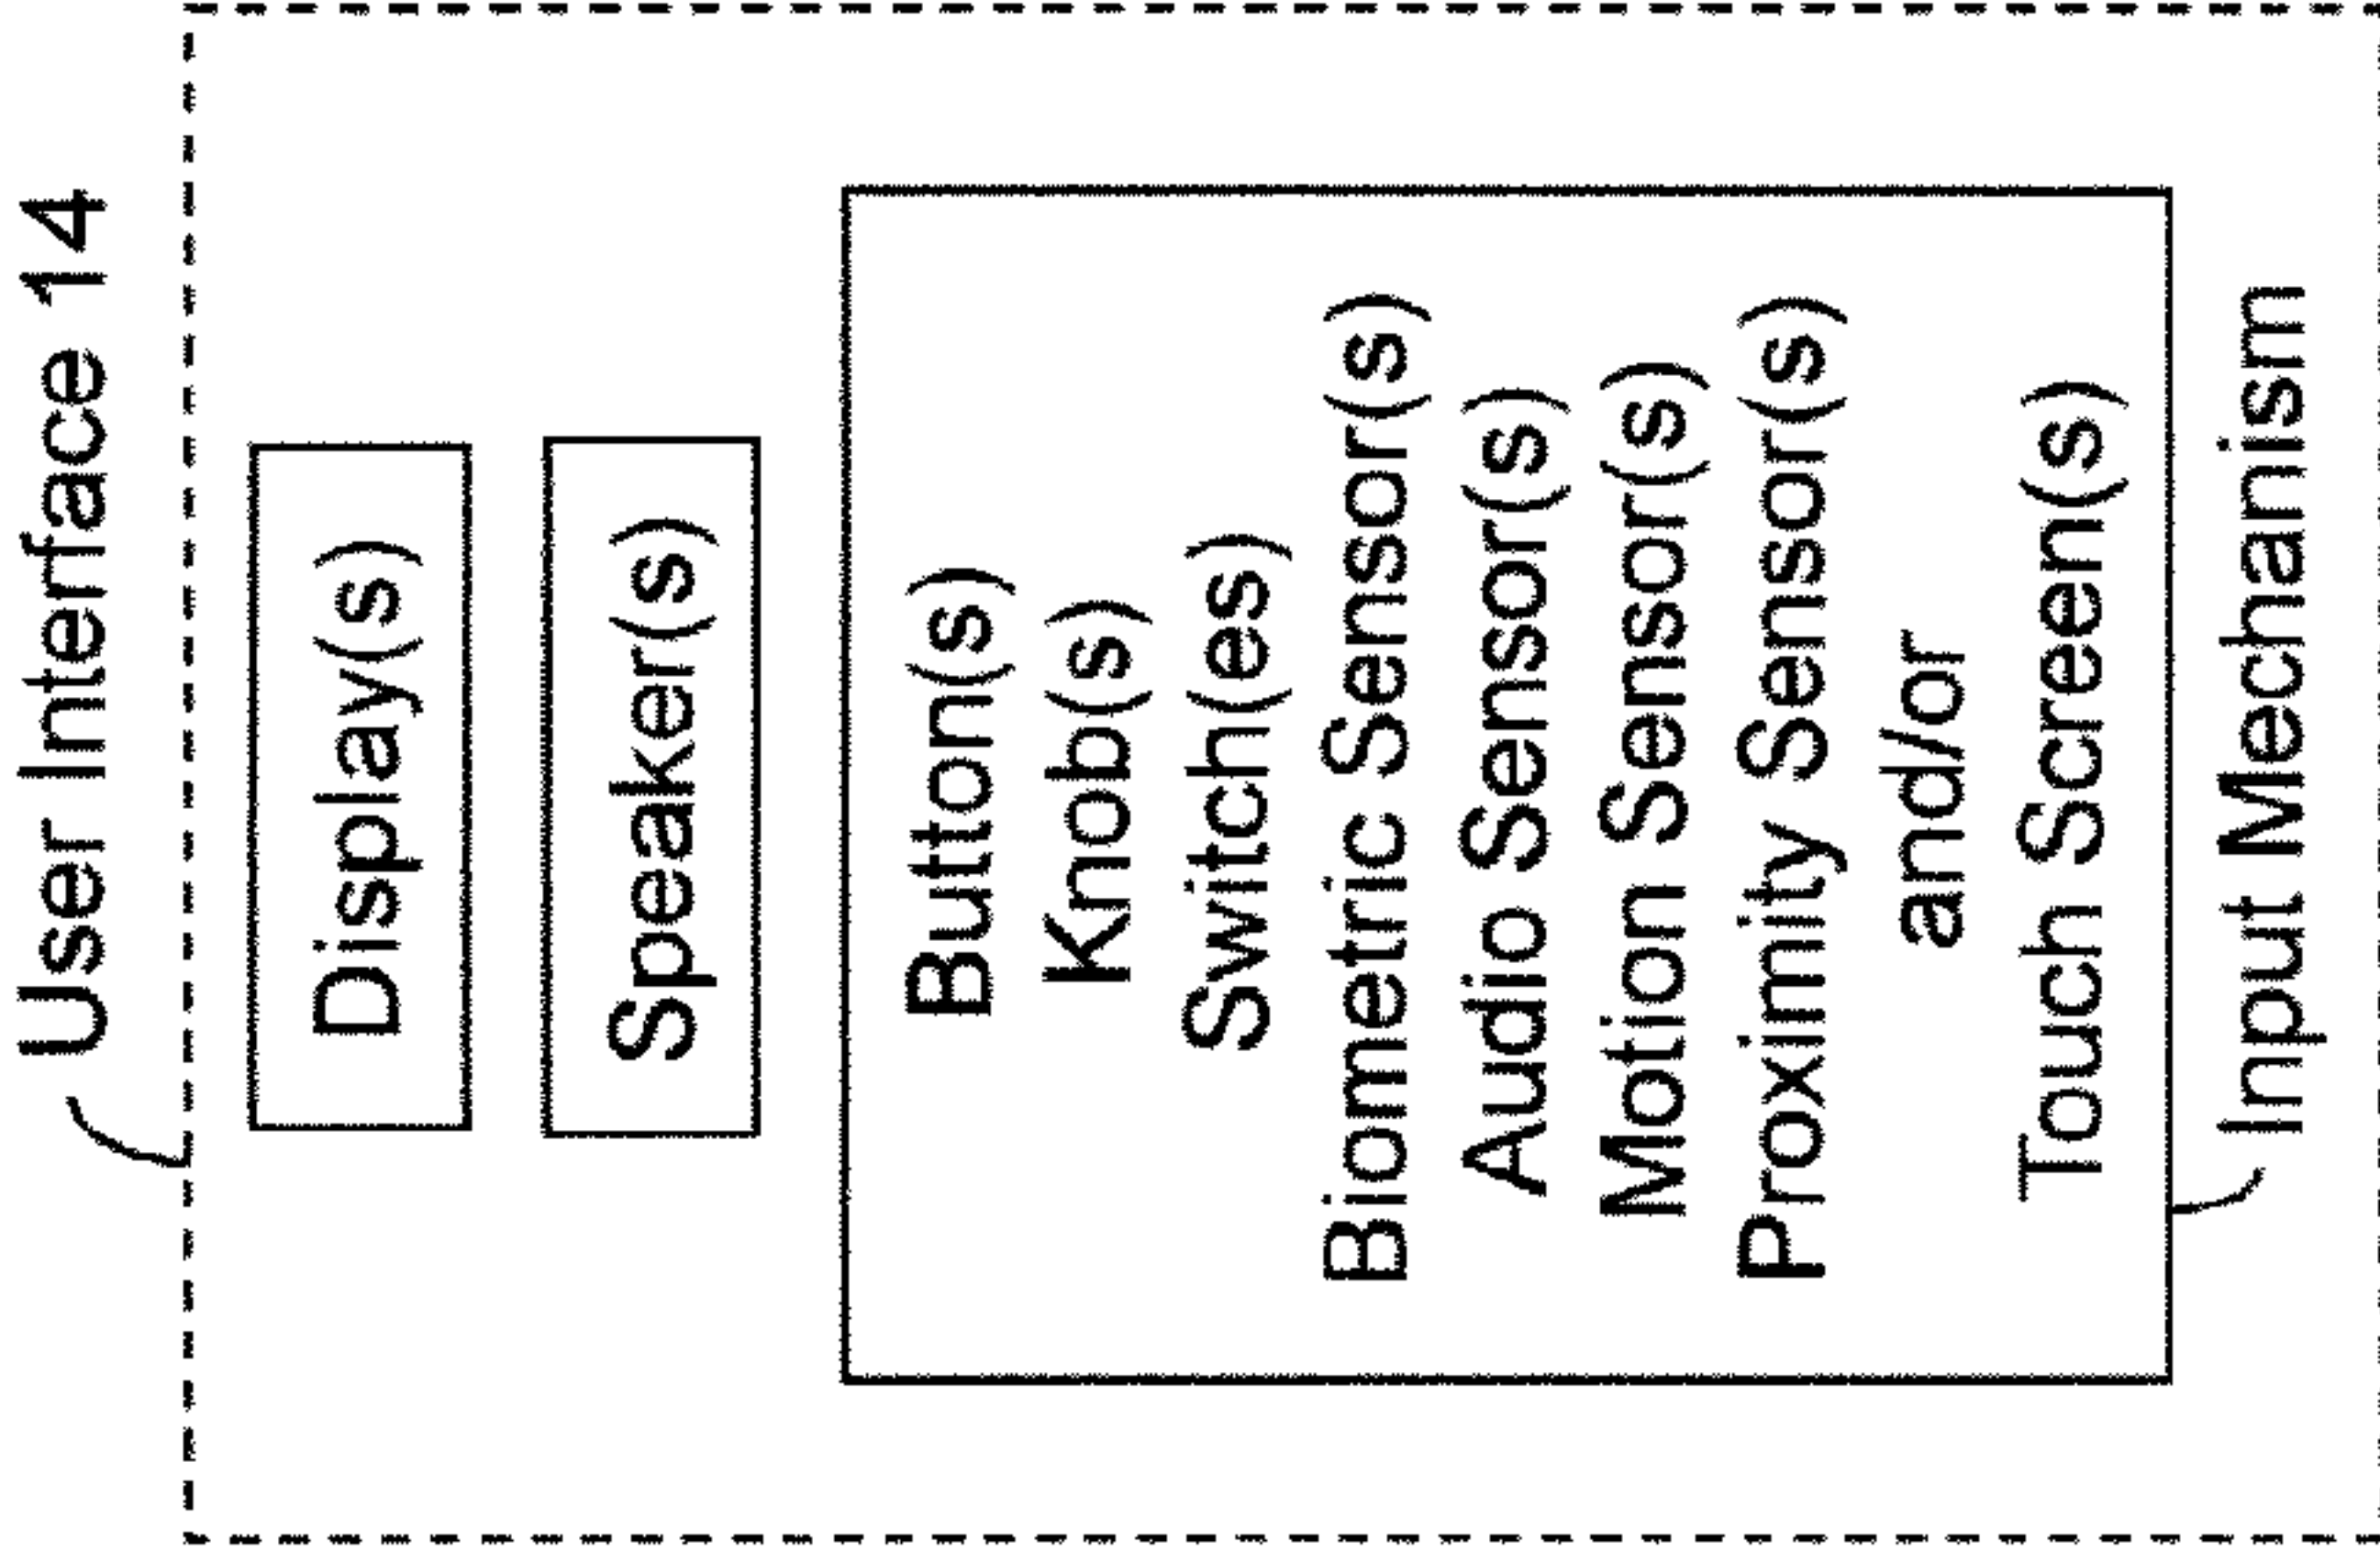 User Interface 14
Display(s)
Speaker(s)
Button(s)
Knob(s)
Switch(es)
Biometric Sensor(s)
Audio Sensor(s)
Motion Sensor(s)
Proximity Sensor(s)
and/or
Touch Screen(s)
Input Mechanism